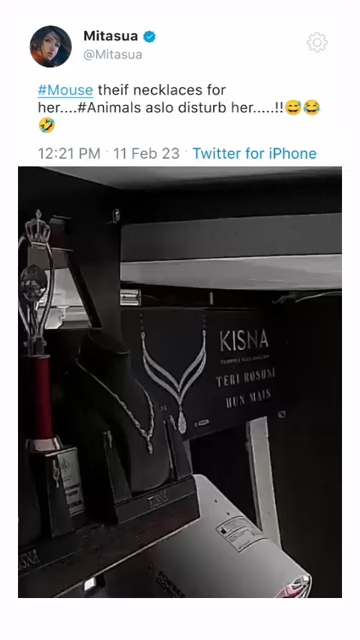 Mitasua
@Mitasua
#Mouse theif necklaces for
her....#Animals aslo disturb her.....!!😅😂
🤣
12:21 PM · 11 Feb 23 · Twitter for iPhone
KISNA
TERI ROSHNI
HUN MAIN